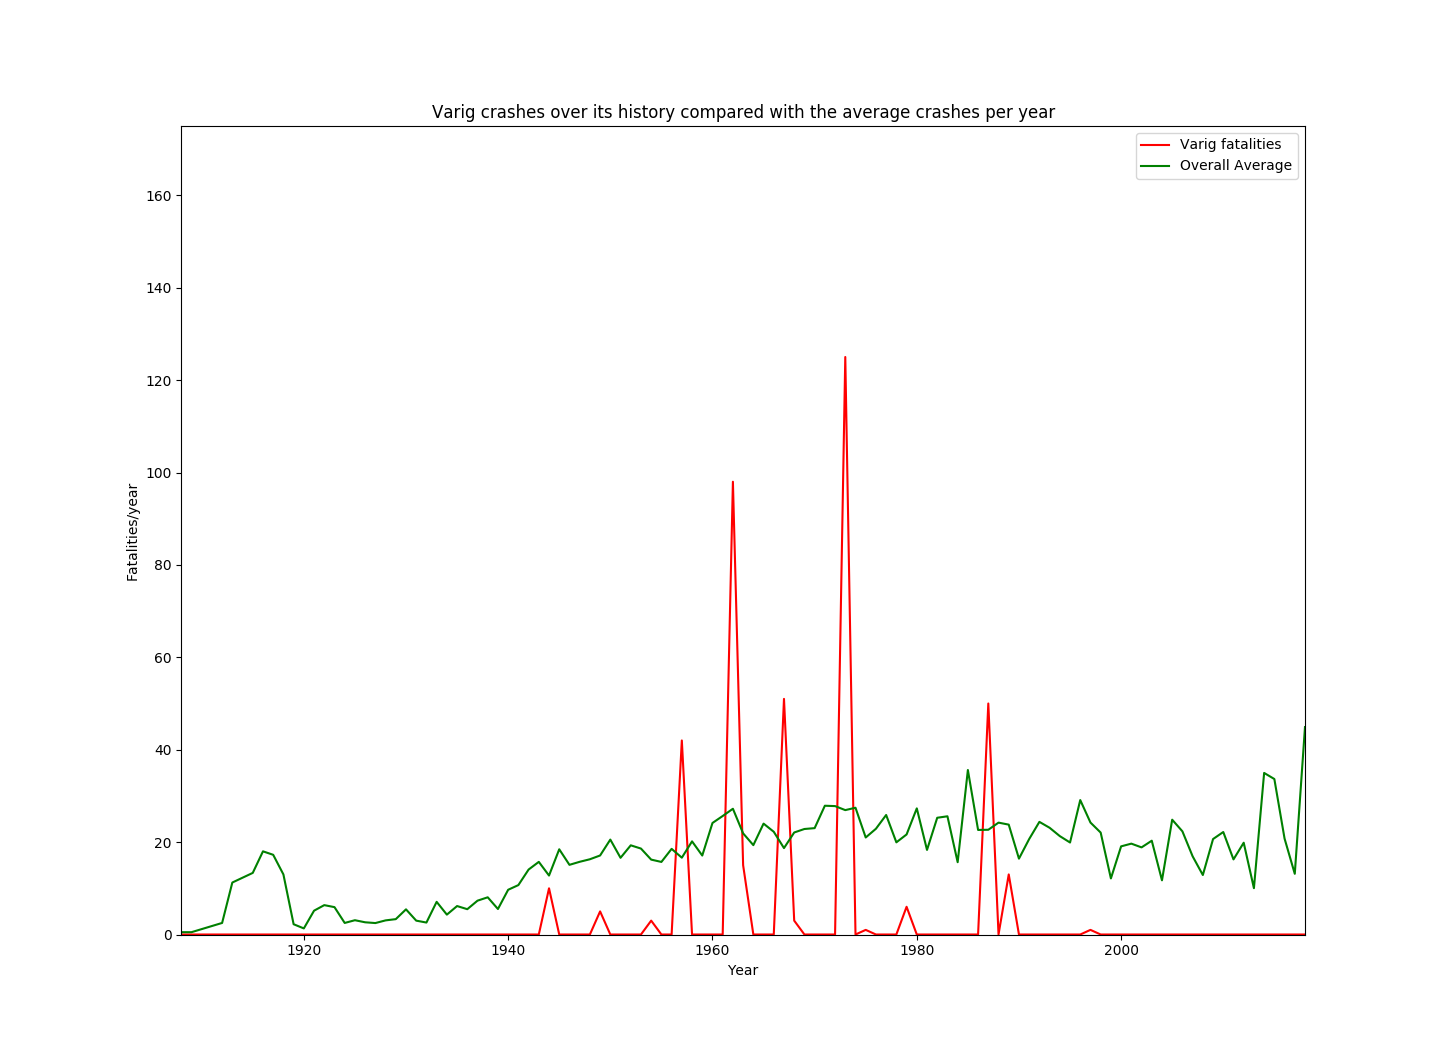 Varig crashes over its history compared with the average crashes per year
Varig fatalities
Overall Average
160
140
120
100
80
60
40
20
0
Fatalities/year
1920 1940 1960 1980 2000
Year